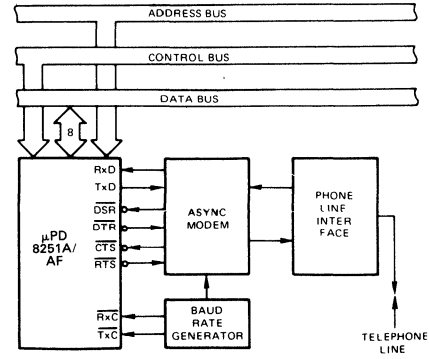 ADDRESS BUS
CONTROL BUS
DATA BUS
8
μPD
8251A/
AF
RxD
TxD
DSR
DTR
CTS
RTS
RxC
TxC
ASYNC
MODEM
BAUD
RATE
GENERATOR
PHONE
LINE
INTER
FACE
TELEPHONE
LINE